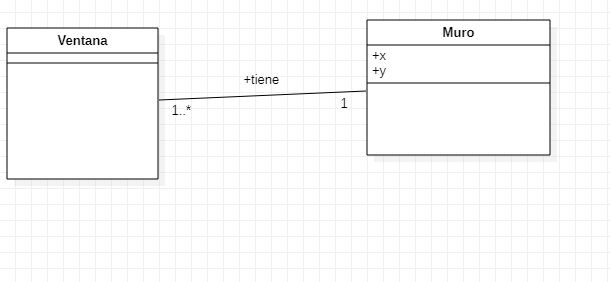 Ventana
Muro
+x
+y
+tiene
1..*
1